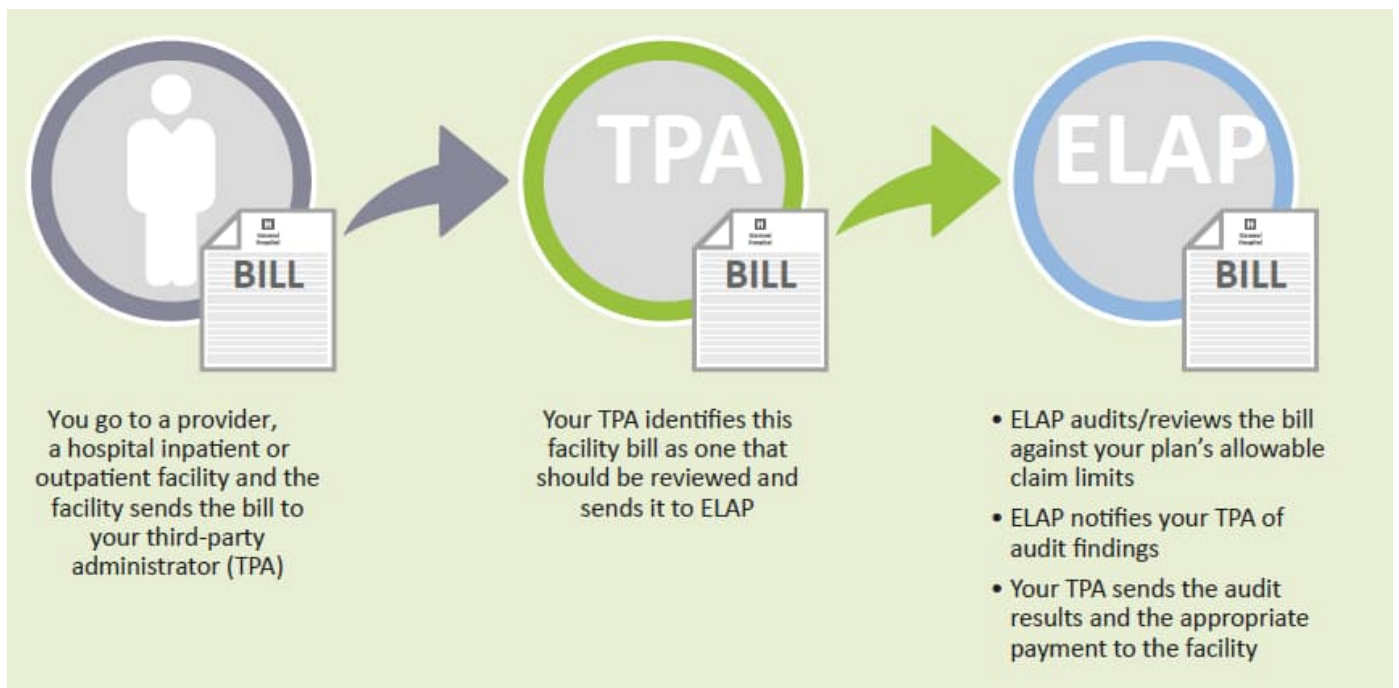 TPA
ELAP
H
BILL
H
BILL
H
BILL
You go to a provider,
a hospital inpatient or
outpatient facility and the
facility sends the bill to
your third-party
administrator (TPA)
Your TPA identifies this
facility bill as one that
should be reviewed and
sends it to ELAP
• ELAP audits/reviews the bill
against your plan’s allowable
claim limits
• ELAP notifies your TPA of
audit findings
• Your TPA sends the audit
results and the appropriate
payment to the facility